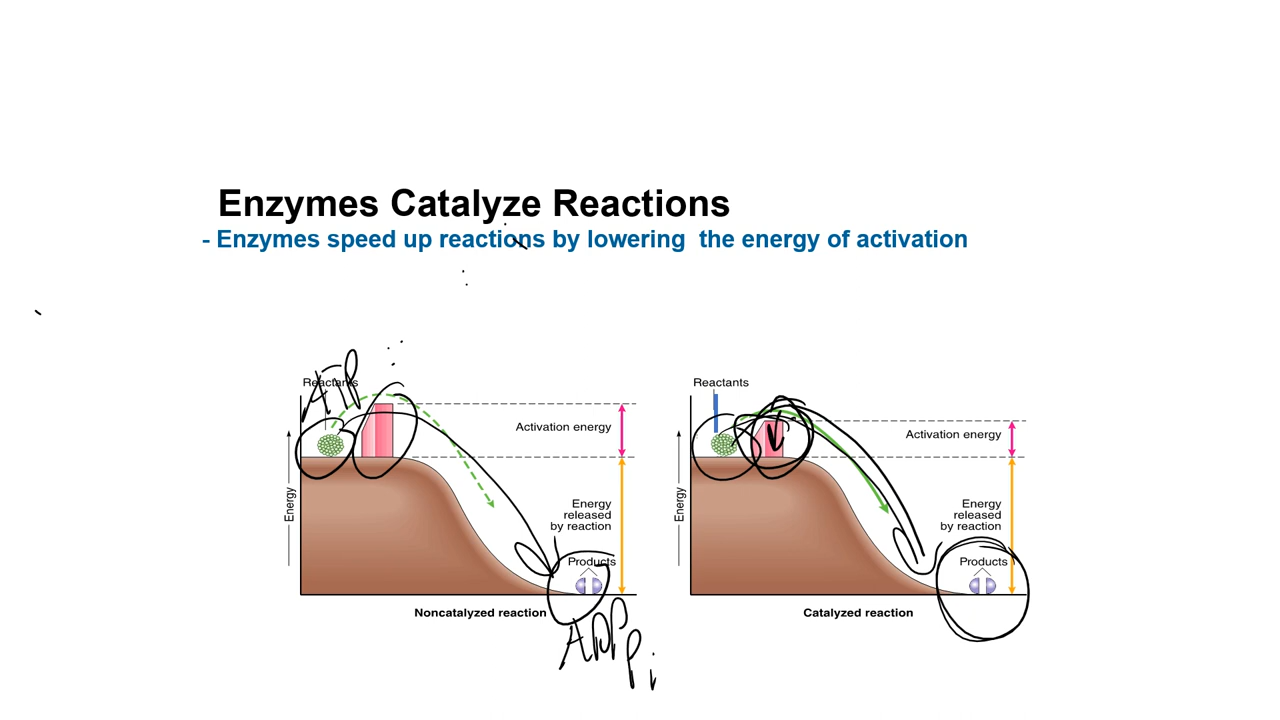 Enzymes Catalyze Reactions
- Enzymes speed up reactions by lowering the energy of activation
Reactants
ATP
Activation energy
Energy
Energy
released
by reaction
Products
Noncatalyzed reaction
ADP
Pi
Reactants
Activation energy
Energy
Energy
released
by reaction
Products
Catalyzed reaction